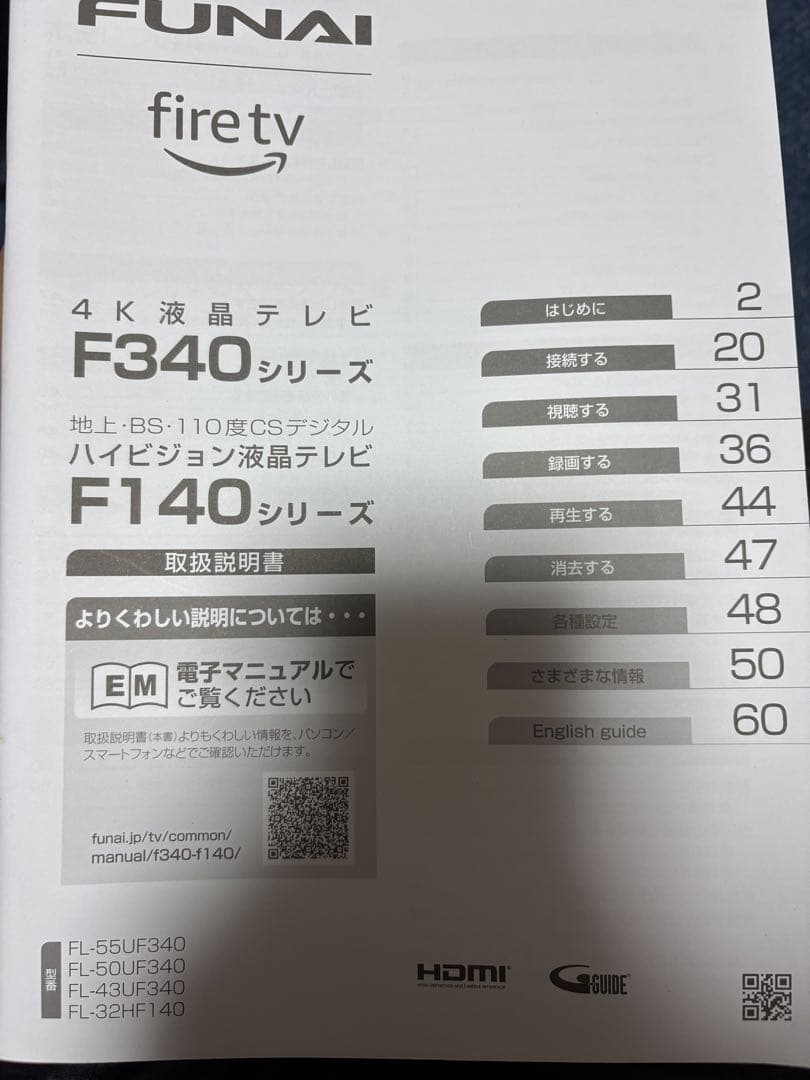 FUNAI
fire tv
4K液晶テレビ
F340シリーズ
地上・BS・110度CSデジタル
ハイビジョン液晶テレビ
F140シリーズ
取扱説明書
よりくわしい説明については・・・
EM
電子マニュアルで
ご覧ください
取扱説明書(本書)よりもくわしい情報を、パソコン/
スマートフォンなどでご確認いただけます。
funai.jp/tv/common/
manual/f340-f140/
型番
FL-55UF340
FL-50UF340
FL-43UF340
FL-32HF140
はじめに 2
接続する 20
視聴する 31
録画する 36
再生する 44
消去する 47
各種設定 48
さまざまな情報 50
English guide 60
HDMI
HIGH-DEFINITION MULTIMEDIA INTERFACE
G-GUIDE